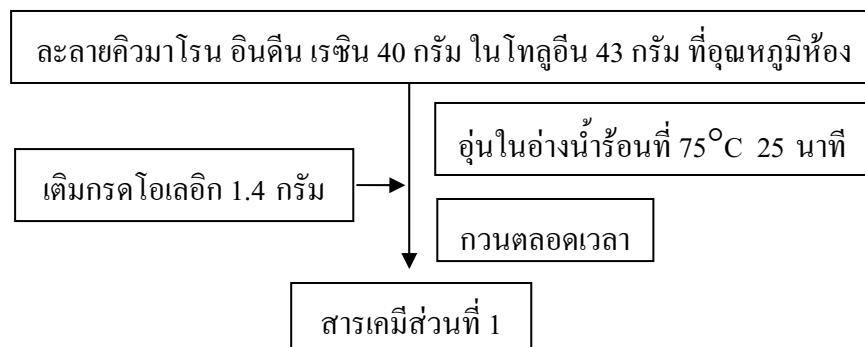 ละลายคิวมาโรน อินดีน เรซิน 40 กรัม ในโทลูอีน 43 กรัม ที่อุณหภูมิห้อง
อุ่นในอ่างน้ำร้อนที่ 75°C 25 นาที
เติมกรดโอเลอิก 1.4 กรัม
กวนตลอดเวลา
สารเคมีส่วนที่ 1